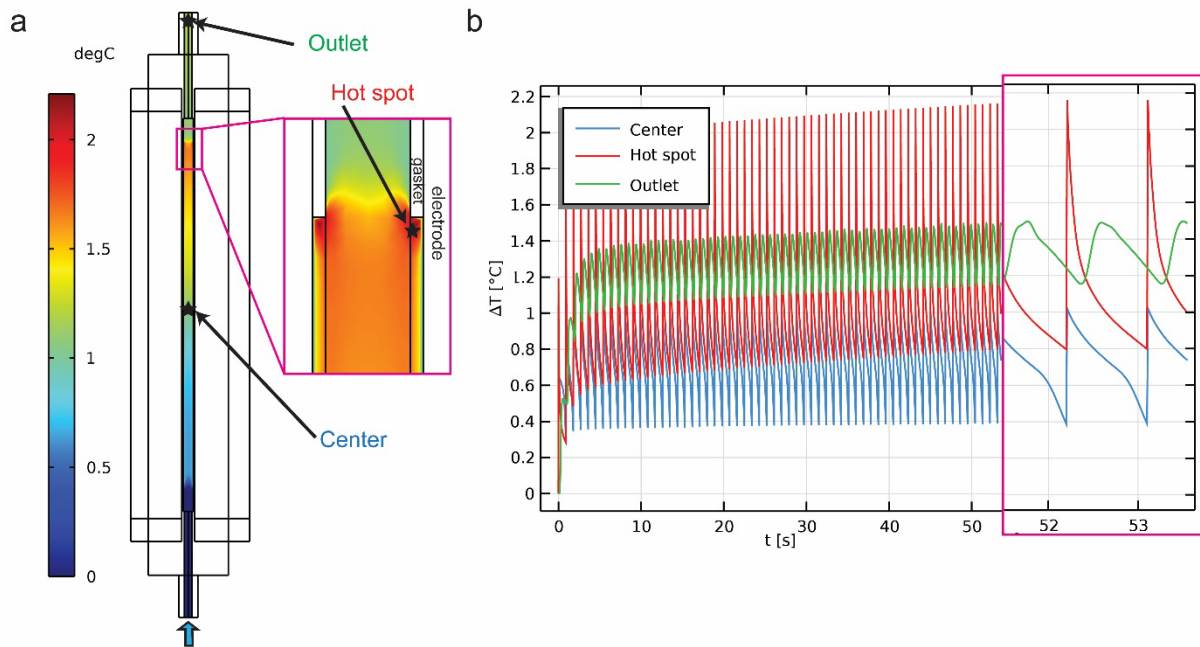 a
degC
2
1.5
1
0.5
0
Outlet
Hot spot
gasket
electrode
Center
b
ΔT [°C]
2.2
2
1.8
1.6
1.4
1.2
1
0.8
0.6
0.4
0.2
0
Center
Hot spot
Outlet
0 10 20 30 40 50 52 53
t [s]